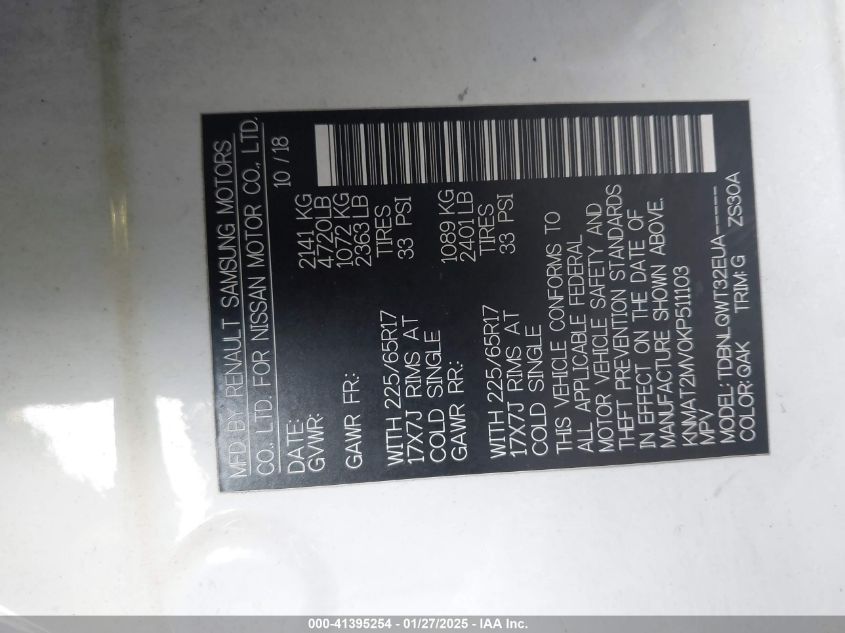 MFD BY RENAULT SAMSUNG MOTORS
CO., LTD. FOR NISSAN MOTOR CO., LTD.
DATE: 10 / 18
GVWR: 2141 KG
4720LB
GAWR FR: 1072 KG
2363 LB
WITH 225/65R17 TIRES
17X7J RIMS AT 33 PSI
COLD SINGLE
GAWR RR: 1089 KG
2401 LB
WITH 225/65R17 TIRES
17X7J RIMS AT 33 PSI
COLD SINGLE
THIS VEHICLE CONFORMS TO
ALL APPLICABLE FEDERAL
MOTOR VEHICLE SAFETY AND
THEFT PREVENTION STANDARDS
IN EFFECT ON THE DATE OF
MANUFACTURE SHOWN ABOVE.
KNMAT2MV0KP511103
MPV
MODEL: TDBNLQWT32EUA-----
COLOR: QAK TRIM: G ZS30A
000-41395254 - 01/27/2025 - IAA Inc.